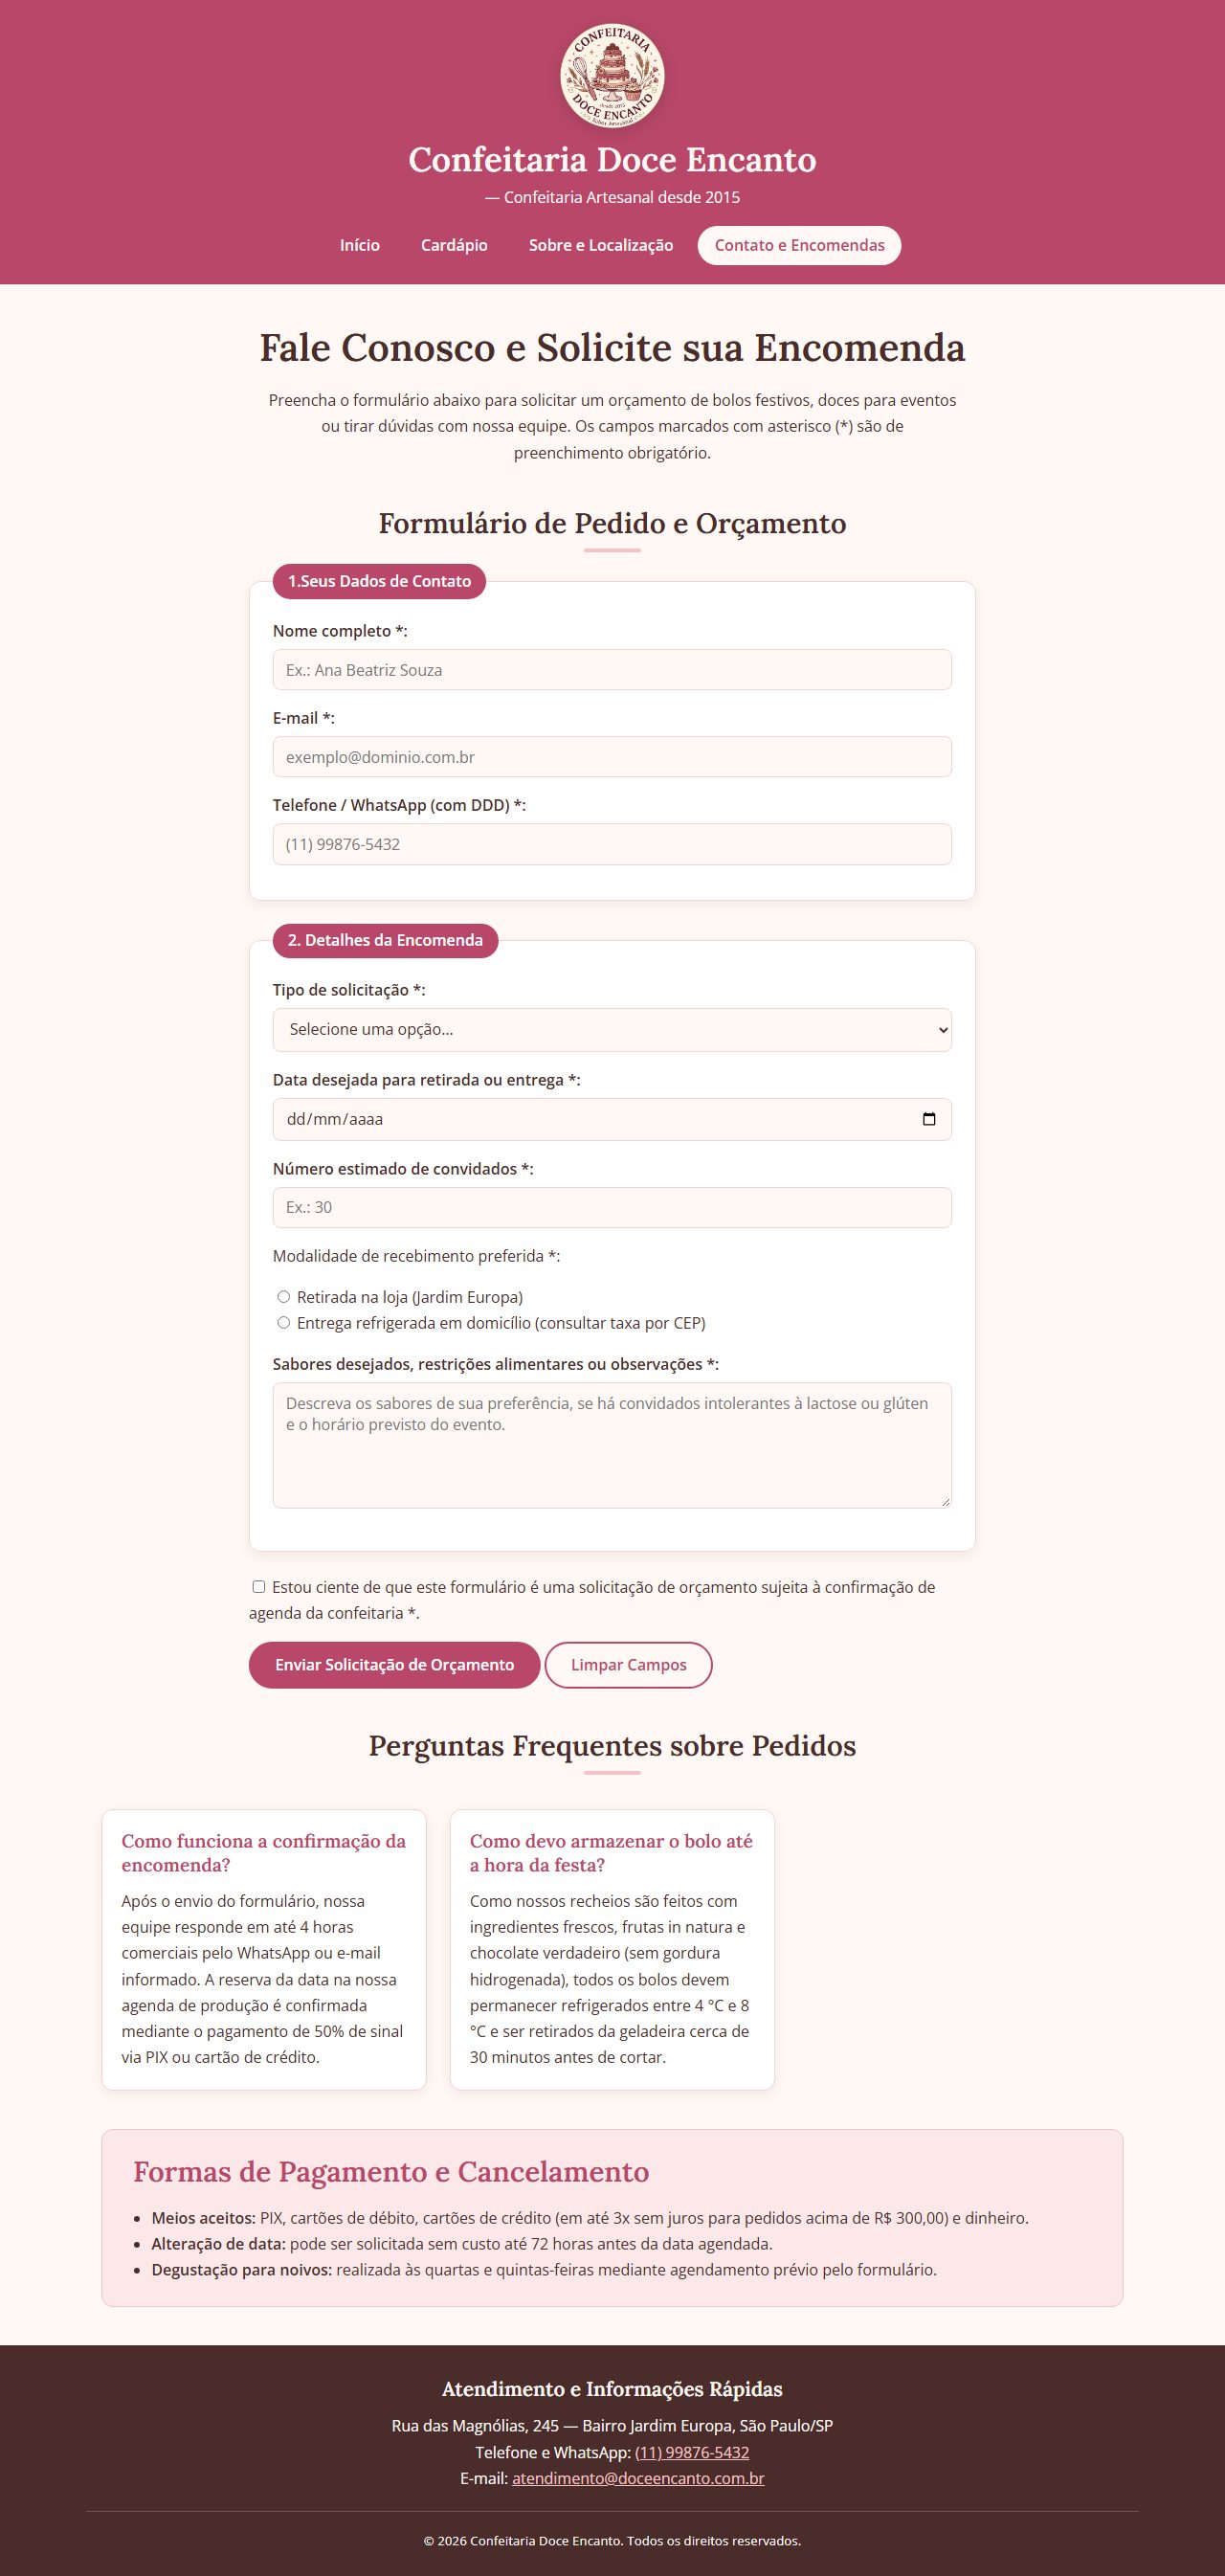 CONFEITARIA
desde 2015
DOCE ENCANTO
Confeitaria Doce Encanto
— Confeitaria Artesanal desde 2015
Início Cardápio Sobre e Localização Contato e Encomendas
Fale Conosco e Solicite sua Encomenda
Preencha o formulário abaixo para solicitar um orçamento de bolos festivos, doces para eventos
ou tirar dúvidas com nossa equipe. Os campos marcados com asterisco (*) são de
preenchimento obrigatório.
Formulário de Pedido e Orçamento
1.Seus Dados de Contato
Nome completo *:
Ex.: Ana Beatriz Souza
E-mail *:
exemplo@dominio.com.br
Telefone / WhatsApp (com DDD) *:
(11) 99876-5432
2. Detalhes da Encomenda
Tipo de solicitação *:
Selecione uma opção...
Data desejada para retirada ou entrega *:
dd/mm/aaaa
Número estimado de convidados *:
Ex.: 30
Modalidade de recebimento preferida *:
Retirada na loja (Jardim Europa)
Entrega refrigerada em domicílio (consultar taxa por CEP)
Sabores desejados, restrições alimentares ou observações *:
Descreva os sabores de sua preferência, se há convidados intolerantes à lactose ou glúten
e o horário previsto do evento.
Estou ciente de que este formulário é uma solicitação de orçamento sujeita à confirmação de
agenda da confeitaria *.
Enviar Solicitação de Orçamento Limpar Campos
Perguntas Frequentes sobre Pedidos
Como funciona a confirmação da
encomenda?
Após o envio do formulário, nossa
equipe responde em até 4 horas
comerciais pelo WhatsApp ou e-mail
informado. A reserva da data na nossa
agenda de produção é confirmada
mediante o pagamento de 50% de sinal
via PIX ou cartão de crédito.
Como devo armazenar o bolo até
a hora da festa?
Como nossos recheios são feitos com
ingredientes frescos, frutas in natura e
chocolate verdadeiro (sem gordura
hidrogenada), todos os bolos devem
permanecer refrigerados entre 4 °C e 8
°C e ser retirados da geladeira cerca de
30 minutos antes de cortar.
Formas de Pagamento e Cancelamento
Meios aceitos: PIX, cartões de débito, cartões de crédito (em até 3x sem juros para pedidos acima de R$ 300,00) e dinheiro.
Alteração de data: pode ser solicitada sem custo até 72 horas antes da data agendada.
Degustação para noivos: realizada às quartas e quintas-feiras mediante agendamento prévio pelo formulário.
Atendimento e Informações Rápidas
Rua das Magnólias, 245 — Bairro Jardim Europa, São Paulo/SP
Telefone e WhatsApp: (11) 99876-5432
E-mail: atendimento@doceencanto.com.br
© 2026 Confeitaria Doce Encanto. Todos os direitos reservados.